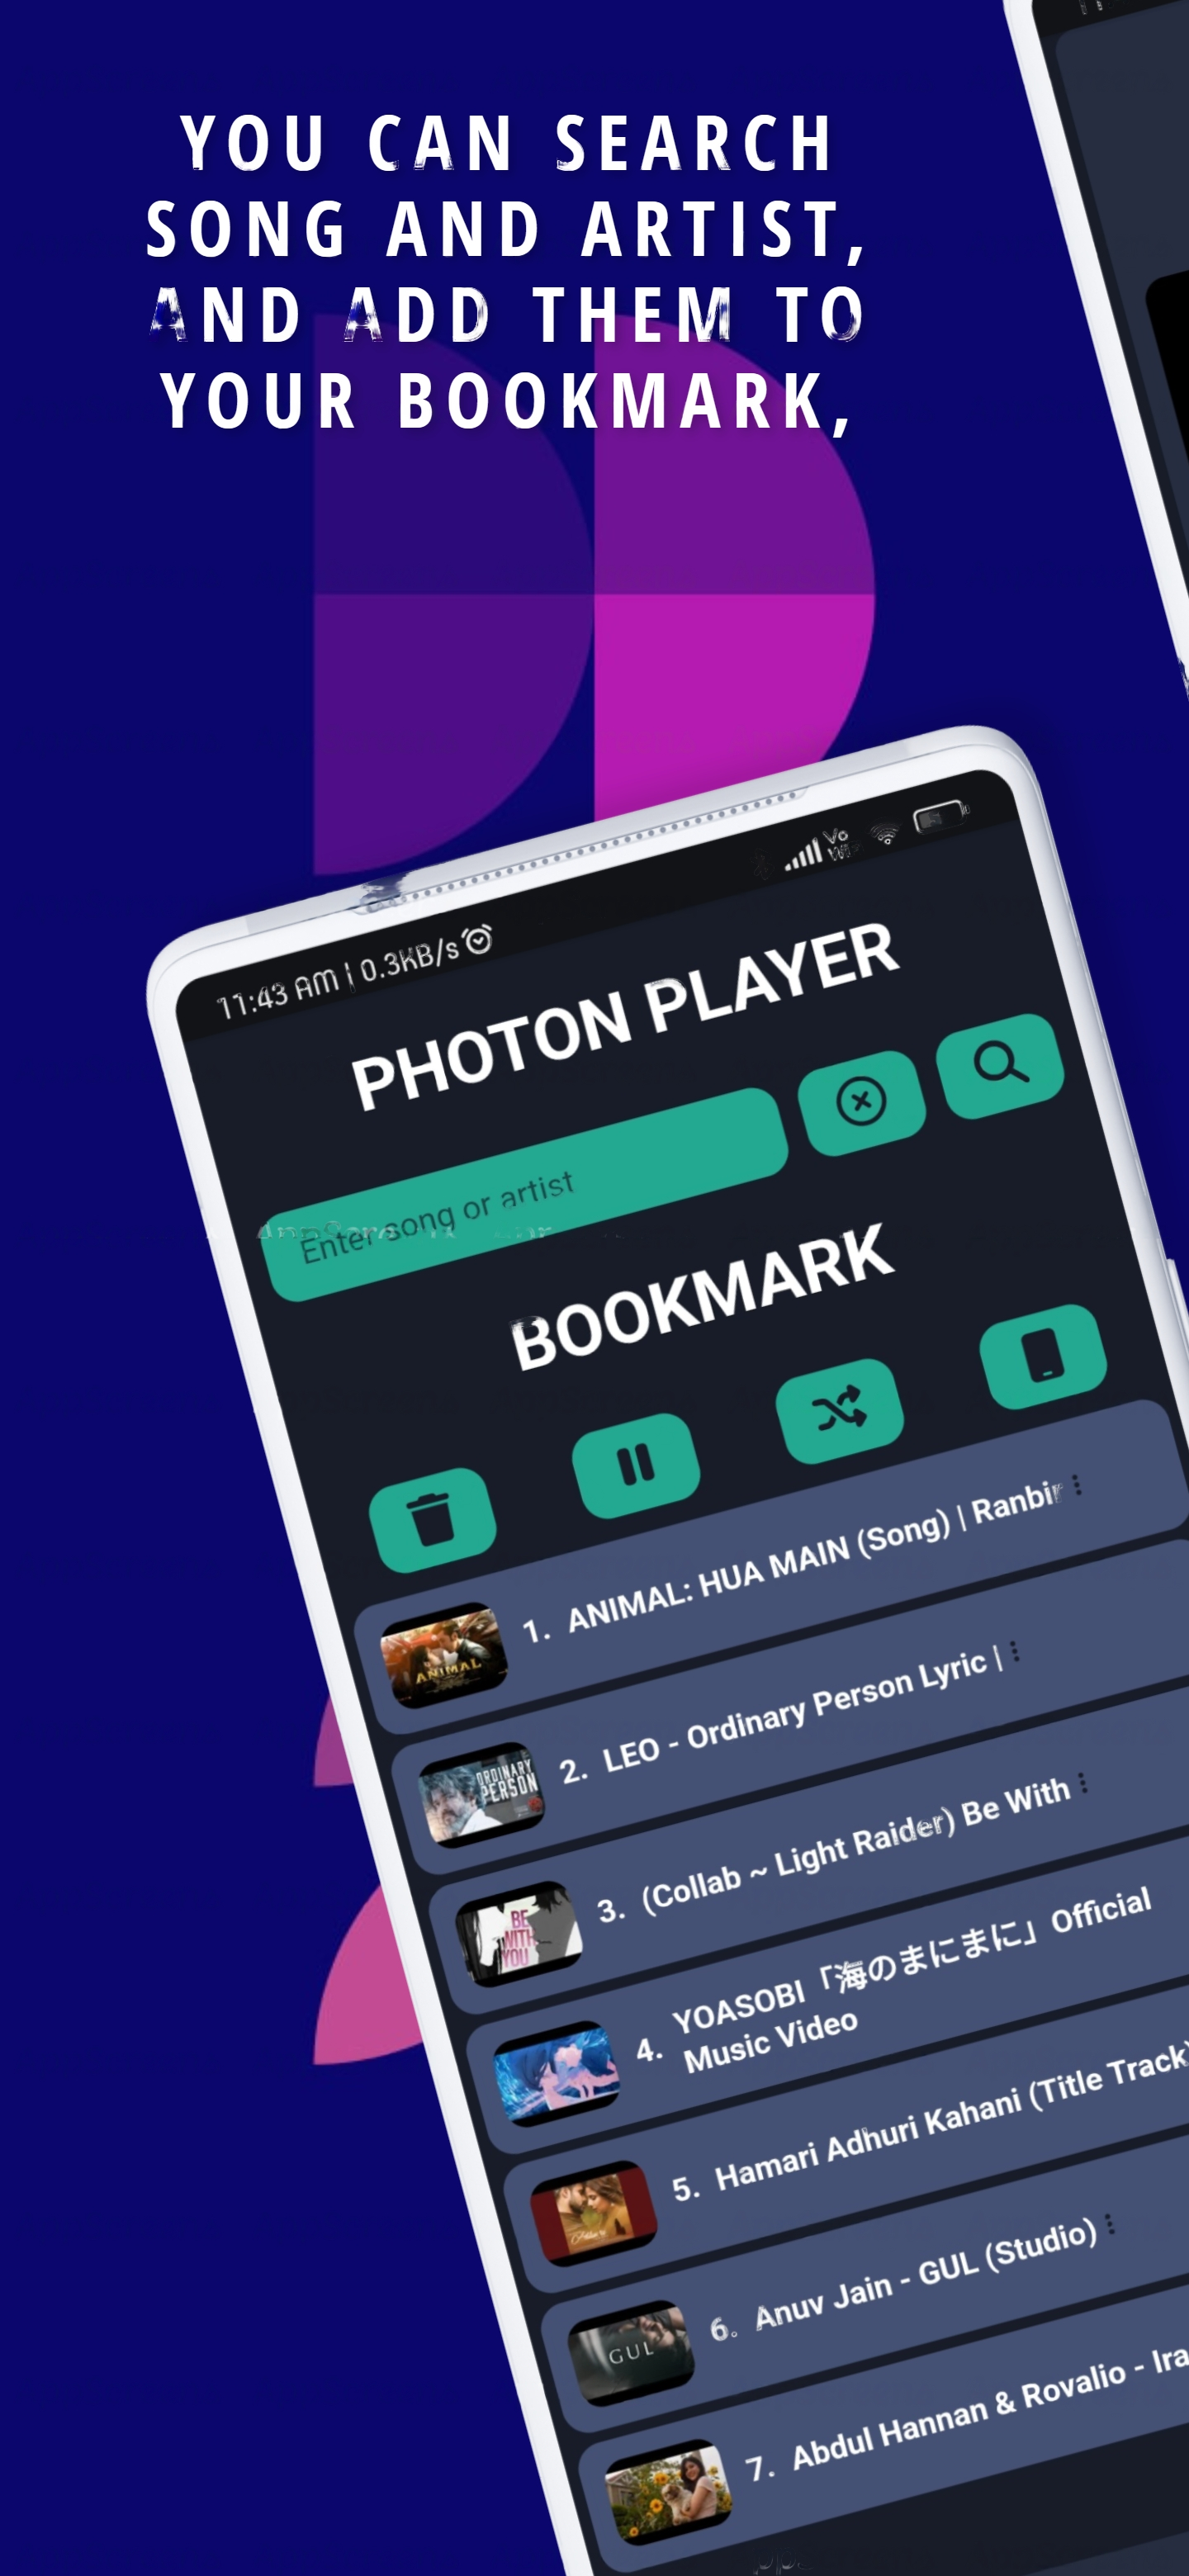 YOU CAN SEARCH
SONG AND ARTIST,
AND ADD THEM TO
YOUR BOOKMARK,
11:43 AM | 0.3KB/s
Vo
PHOTON PLAYER
Enter song or artist
BOOKMARK
ANIMAL
1. ANIMAL: HUA MAIN (Song) | Ranbir
ORDINARY
PERSON
2. LEO - Ordinary Person Lyric |
BE
WITH
YOU
3. (Collab ~ Light Raider) Be With
4. YOASOBI「海のまにまに」Official
Music Video
5. Hamari Adhuri Kahani (Title Track)
GUL
6. Anuv Jain - GUL (Studio)
7. Abdul Hannan & Rovalio - Ira